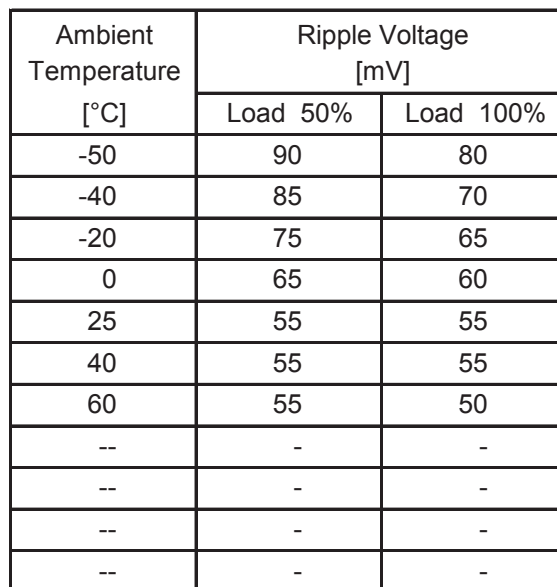 Ambient Temperature [°C] Ripple Voltage [mV]
Load 50% Load 100%
-50 90 80
-40 85 70
-20 75 65
0 65 60
25 55 55
40 55 55
60 55 50
-- - -
-- - -
-- - -
-- - -